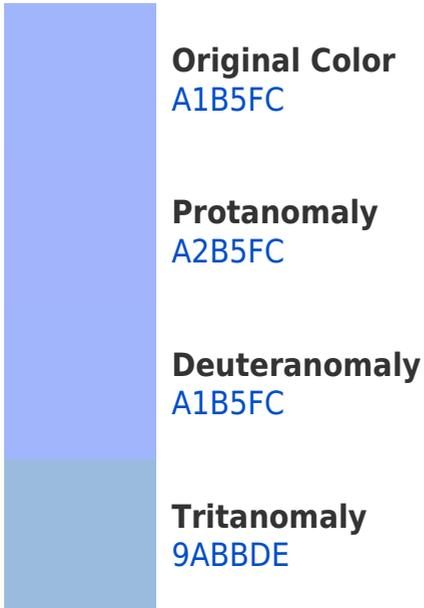 Original Color
A1B5FC
Protanomaly
A2B5FC
Deuteranomaly
A1B5FC
Tritanomaly
9ABBDE